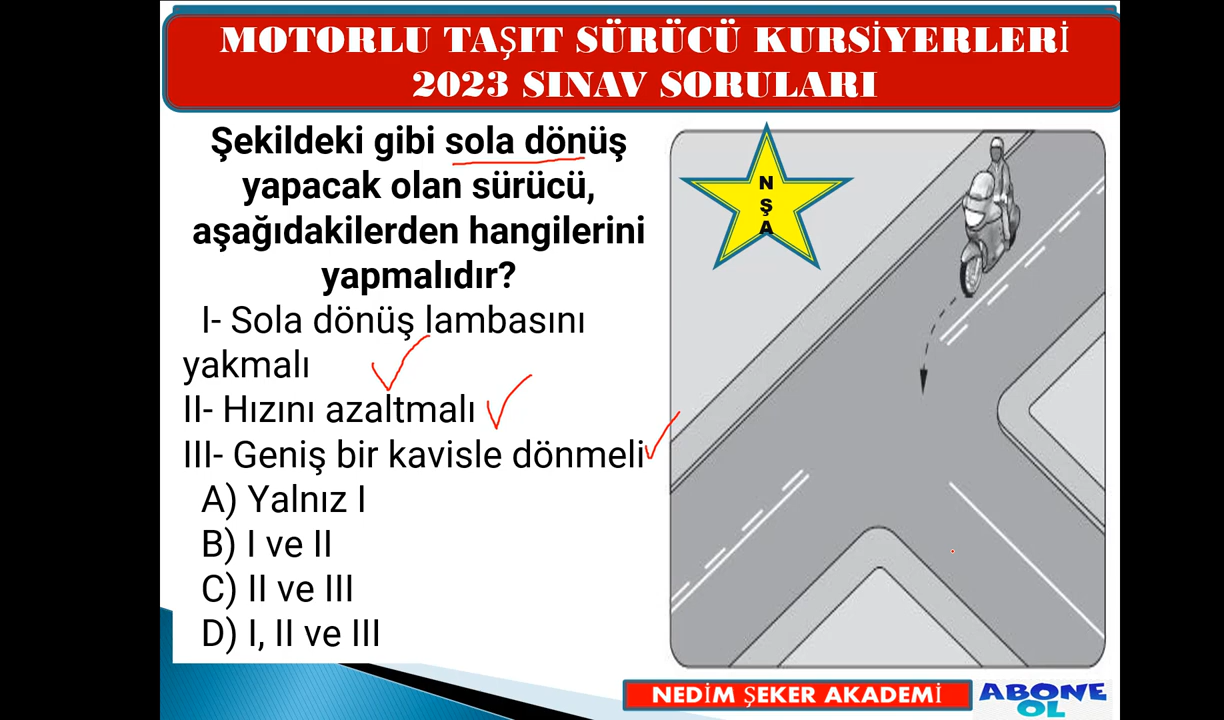 MOTORLU TAŞIT SÜRÜCÜ KURSİYERLERİ
2023 SINAV SORULARI
Şekildeki gibi sola dönüş
yapacak olan sürücü,
aşağıdakilerden hangilerini
yapmalıdır?
I- Sola dönüş lambasını
yakmalı
II- Hızını azaltmalı
III- Geniş bir kavisle dönmeli
A) Yalnız I
B) I ve II
C) II ve III
D) I, II ve III
N
Ş
A
NEDİM ŞEKER AKADEMİ
ABONE
OL